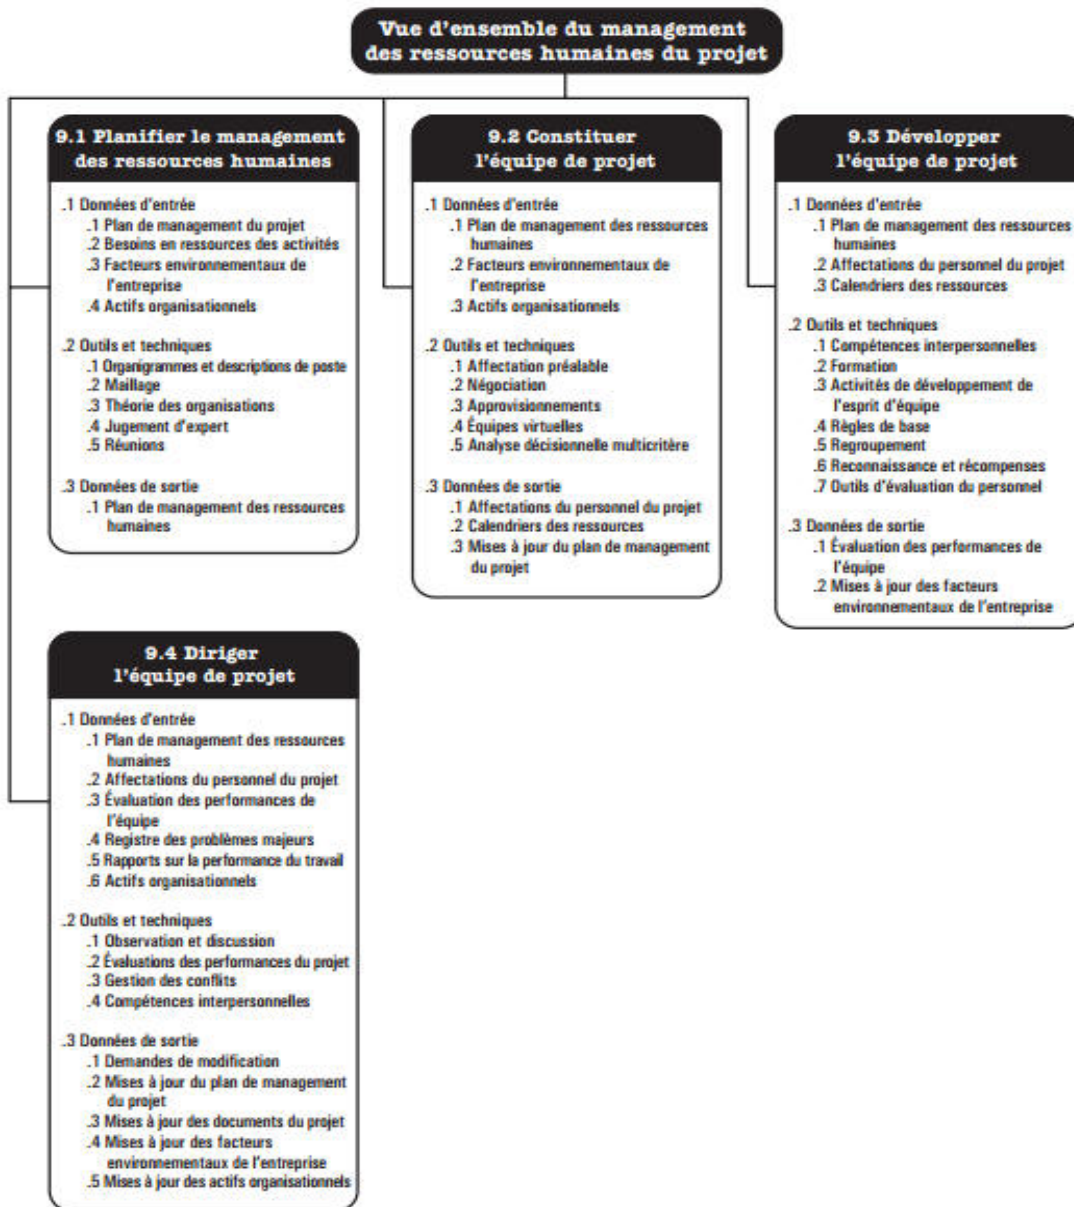 Vue d'ensemble du management
des ressources humaines du projet
9.1 Planifier le management
des ressources humaines
.1 Données d'entrée
.1 Plan de management du projet
.2 Besoins en ressources des activités
.3 Facteurs environnementaux de
l'entreprise
.4 Actifs organisationnels
.2 Outils et techniques
.1 Organigrammes et descriptions de poste
.2 Maillage
.3 Théorie des organisations
.4 Jugement d'expert
.5 Réunions
.3 Données de sortie
.1 Plan de management des ressources
humaines
9.2 Constituer
l'équipe de projet
.1 Données d'entrée
.1 Plan de management des ressources
humaines
.2 Facteurs environnementaux de
l'entreprise
.3 Actifs organisationnels
.2 Outils et techniques
.1 Affectation préalable
.2 Négociation
.3 Approvisionnements
.4 Équipes virtuelles
.5 Analyse décisionnelle multicritère
.3 Données de sortie
.1 Affectations du personnel du projet
.2 Calendriers des ressources
.3 Mises à jour du plan de management
du projet
9.3 Développer
l'équipe de projet
.1 Données d'entrée
.1 Plan de management des ressources
humaines
.2 Affectations du personnel du projet
.3 Calendriers des ressources
.2 Outils et techniques
.1 Compétences interpersonnelles
.2 Formation
.3 Activités de développement de
l'esprit d'équipe
.4 Règles de base
.5 Regroupement
.6 Reconnaissance et récompenses
.7 Outils d'évaluation du personnel
.3 Données de sortie
.1 Évaluation des performances de
l'équipe
.2 Mises à jour des facteurs
environnementaux de l'entreprise
9.4 Diriger
l'équipe de projet
.1 Données d'entrée
.1 Plan de management des ressources
humaines
.2 Affectations du personnel du projet
.3 Évaluation des performances de
l'équipe
.4 Registre des problèmes majeurs
.5 Rapports sur la performance du travail
.6 Actifs organisationnels
.2 Outils et techniques
.1 Observation et discussion
.2 Évaluations des performances du projet
.3 Gestion des conflits
.4 Compétences interpersonnelles
.3 Données de sortie
.1 Demandes de modification
.2 Mises à jour du plan de management
du projet
.3 Mises à jour des documents du projet
.4 Mises à jour des facteurs
environnementaux de l'entreprise
.5 Mises à jour des actifs organisationnels